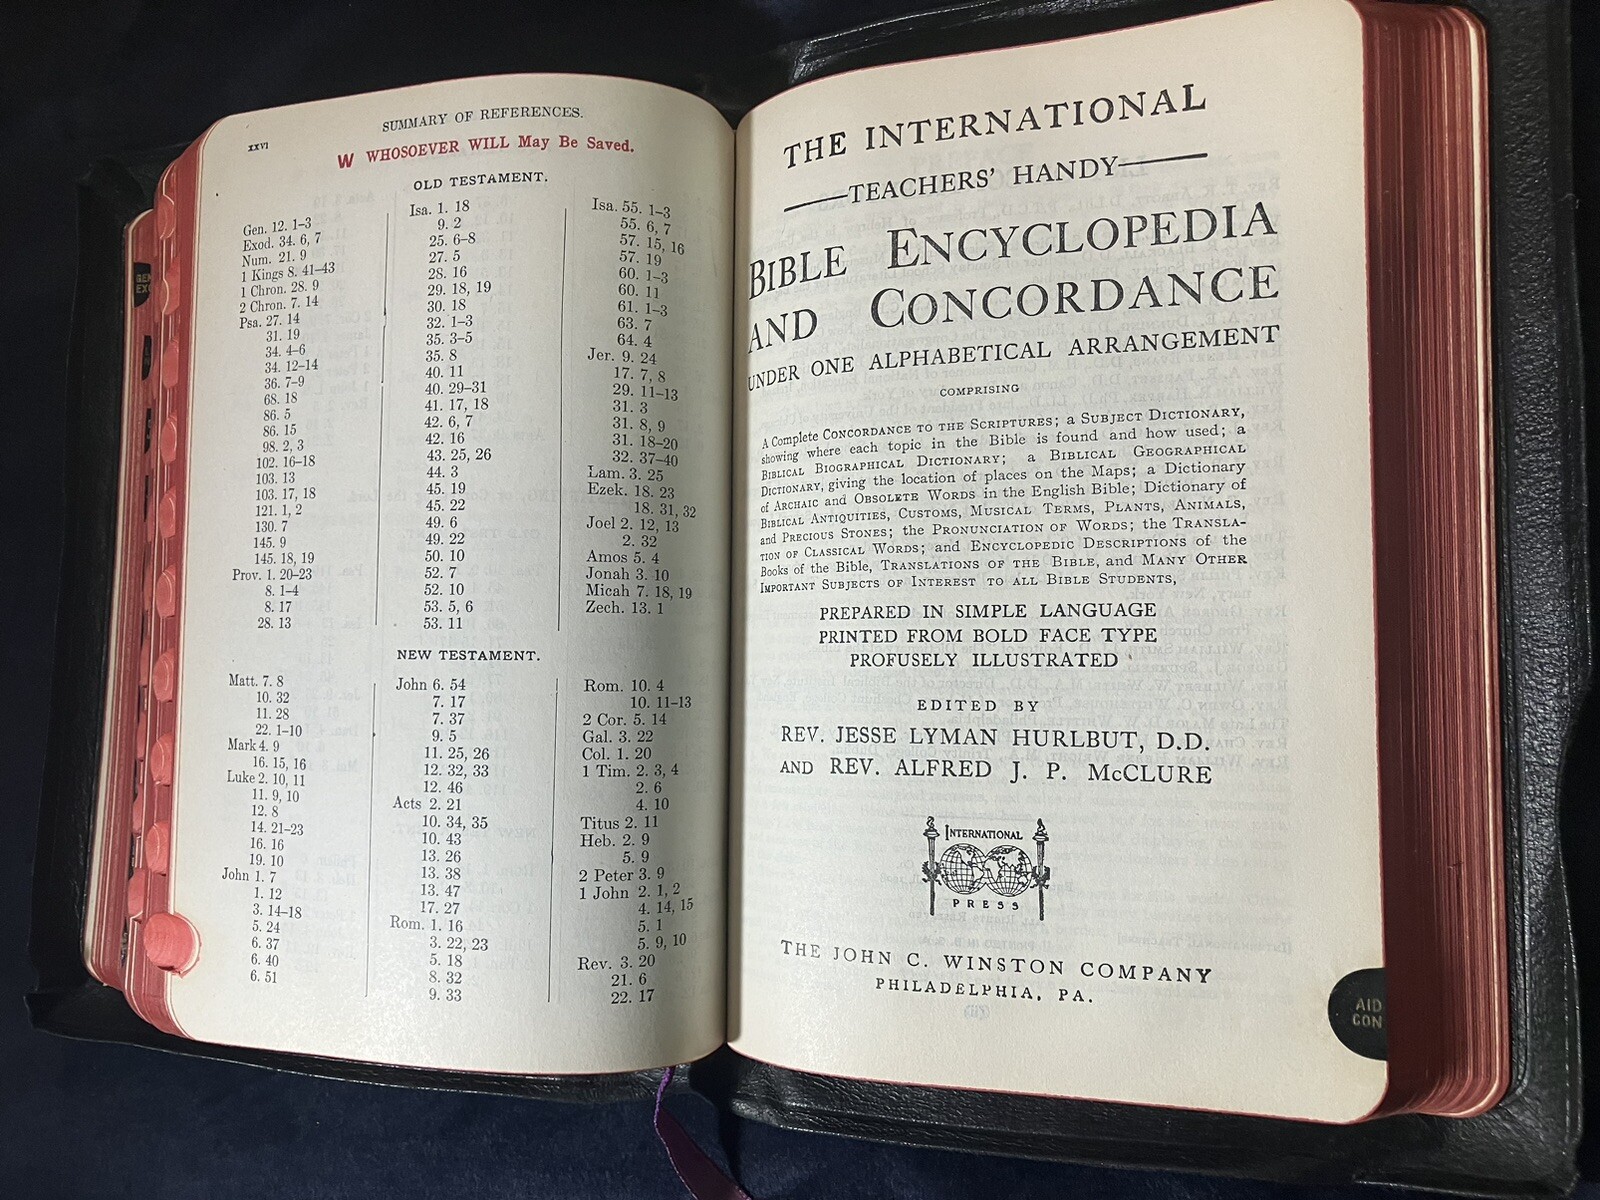 xxvi
SUMMARY OF REFERENCES.
W WHOSOEVER WILL May Be Saved.
OLD TESTAMENT.
Gen. 12. 1–3
Exod. 34. 6, 7
Num. 21. 9
1 Kings 8. 41–43
1 Chron. 28. 9
2 Chron. 7. 14
Psa. 27. 14
31. 19
34. 4–6
34. 12–14
36. 7–9
68. 18
86. 5
86. 15
98. 2, 3
102. 16–18
103. 13
103. 17, 18
121. 1, 2
130. 7
145. 9
145. 18, 19
Prov. 1. 20–23
8. 1–4
8. 17
28. 13
Isa. 1. 18
9. 2
25. 6–8
27. 5
28. 16
29. 18, 19
30. 18
32. 1–3
35. 3–5
35. 8
40. 11
40. 29–31
41. 17, 18
42. 6, 7
42. 16
43. 25, 26
44. 3
45. 19
45. 22
49. 6
49. 22
50. 10
52. 7
52. 10
53. 5, 6
53. 11
Isa. 55. 1–3
55. 6, 7
57. 15, 16
57. 19
60. 1–3
60. 11
61. 1–3
63. 7
64. 4
Jer. 9. 24
17. 7, 8
29. 11–13
31. 3
31. 8, 9
31. 18–20
32. 37–40
Lam. 3. 25
Ezek. 18. 23
18. 31, 32
Joel 2. 12, 13
2. 32
Amos 5. 4
Jonah 3. 10
Micah 7. 18, 19
Zech. 13. 1
NEW TESTAMENT.
Matt. 7. 8
10. 32
11. 28
22. 1–10
Mark 4. 9
16. 15, 16
Luke 2. 10, 11
11. 9, 10
12. 8
14. 21–23
16. 16
19. 10
John 1. 7
1. 12
3. 14–18
5. 24
6. 37
6. 40
6. 51
John 6. 54
7. 17
7. 37
9. 5
11. 25, 26
12. 32, 33
12. 46
Acts 2. 21
10. 34, 35
10. 43
13. 26
13. 38
13. 47
17. 27
Rom. 1. 16
3. 22, 23
5. 18
8. 32
9. 33
Rom. 10. 4
10. 11–13
2 Cor. 5. 14
Gal. 3. 22
Col. 1. 20
1 Tim. 2. 3, 4
2. 6
4. 10
Titus 2. 11
Heb. 2. 9
5. 9
2 Peter 3. 9
1 John 2. 1, 2
4. 14, 15
5. 1
5. 9, 10
Rev. 3. 20
21. 6
22. 17
THE INTERNATIONAL
TEACHERS' HANDY
BIBLE ENCYCLOPEDIA
AND CONCORDANCE
UNDER ONE ALPHABETICAL ARRANGEMENT
COMPRISING
A COMPLETE CONCORDANCE TO THE SCRIPTURES; a SUBJECT DICTIONARY,
showing where each topic in the Bible is found and how used; a
BIBLICAL BIOGRAPHICAL DICTIONARY; a BIBLICAL GEOGRAPHICAL
DICTIONARY, giving the location of places on the Maps; a Dictionary
of ARCHAIC and OBSOLETE WORDS in the English Bible; Dictionary of
BIBLICAL ANTIQUITIES, CUSTOMS, MUSICAL TERMS, PLANTS, ANIMALS,
and PRECIOUS STONES; the PRONUNCIATION OF WORDS; the TRANSLA-
TION OF CLASSICAL WORDS; and ENCYCLOPEDIC DESCRIPTIONS of the
Books of the Bible, TRANSLATIONS OF THE BIBLE, and MANY OTHER
IMPORTANT SUBJECTS OF INTEREST TO ALL BIBLE STUDENTS,
PREPARED IN SIMPLE LANGUAGE
PRINTED FROM BOLD FACE TYPE
PROFUSELY ILLUSTRATED
EDITED BY
REV. JESSE LYMAN HURLBUT, D.D.
AND REV. ALFRED J. P. McCLURE
INTERNATIONAL
PRESS
THE JOHN C. WINSTON COMPANY
PHILADELPHIA, PA.
AID
CON